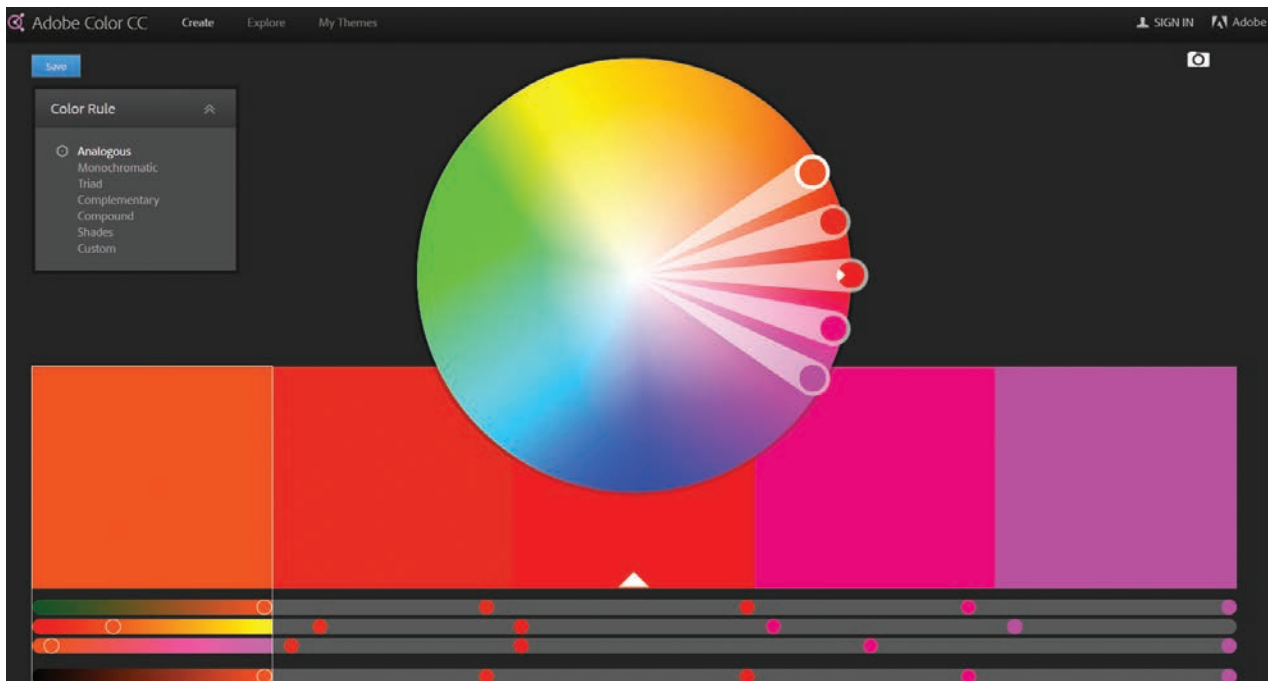 Adobe Color CC Create Explore My Themes SIGN IN Adobe
Save
Color Rule
Analogous
Monochromatic
Triad
Complementary
Compound
Shades
Custom